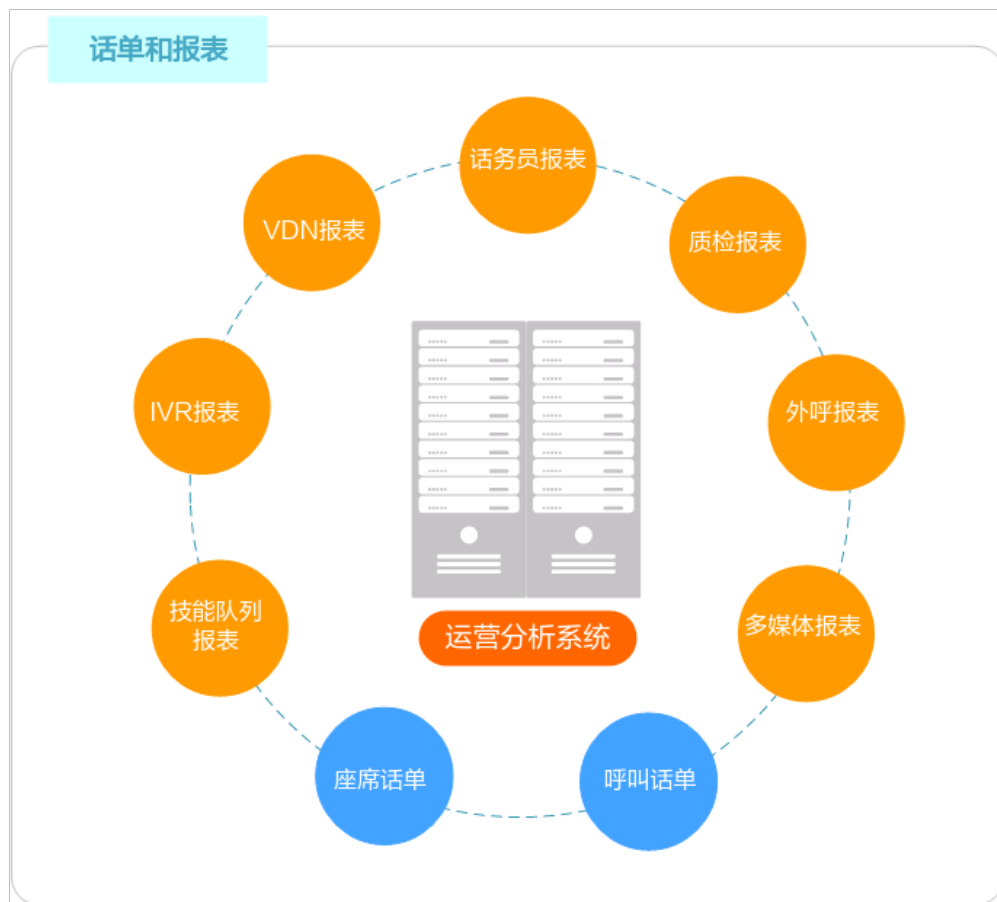 话单和报表
话务员报表
VDN报表
质检报表
IVR报表
外呼报表
技能队列
报表
多媒体报表
运营分析系统
座席话单
呼叫话单